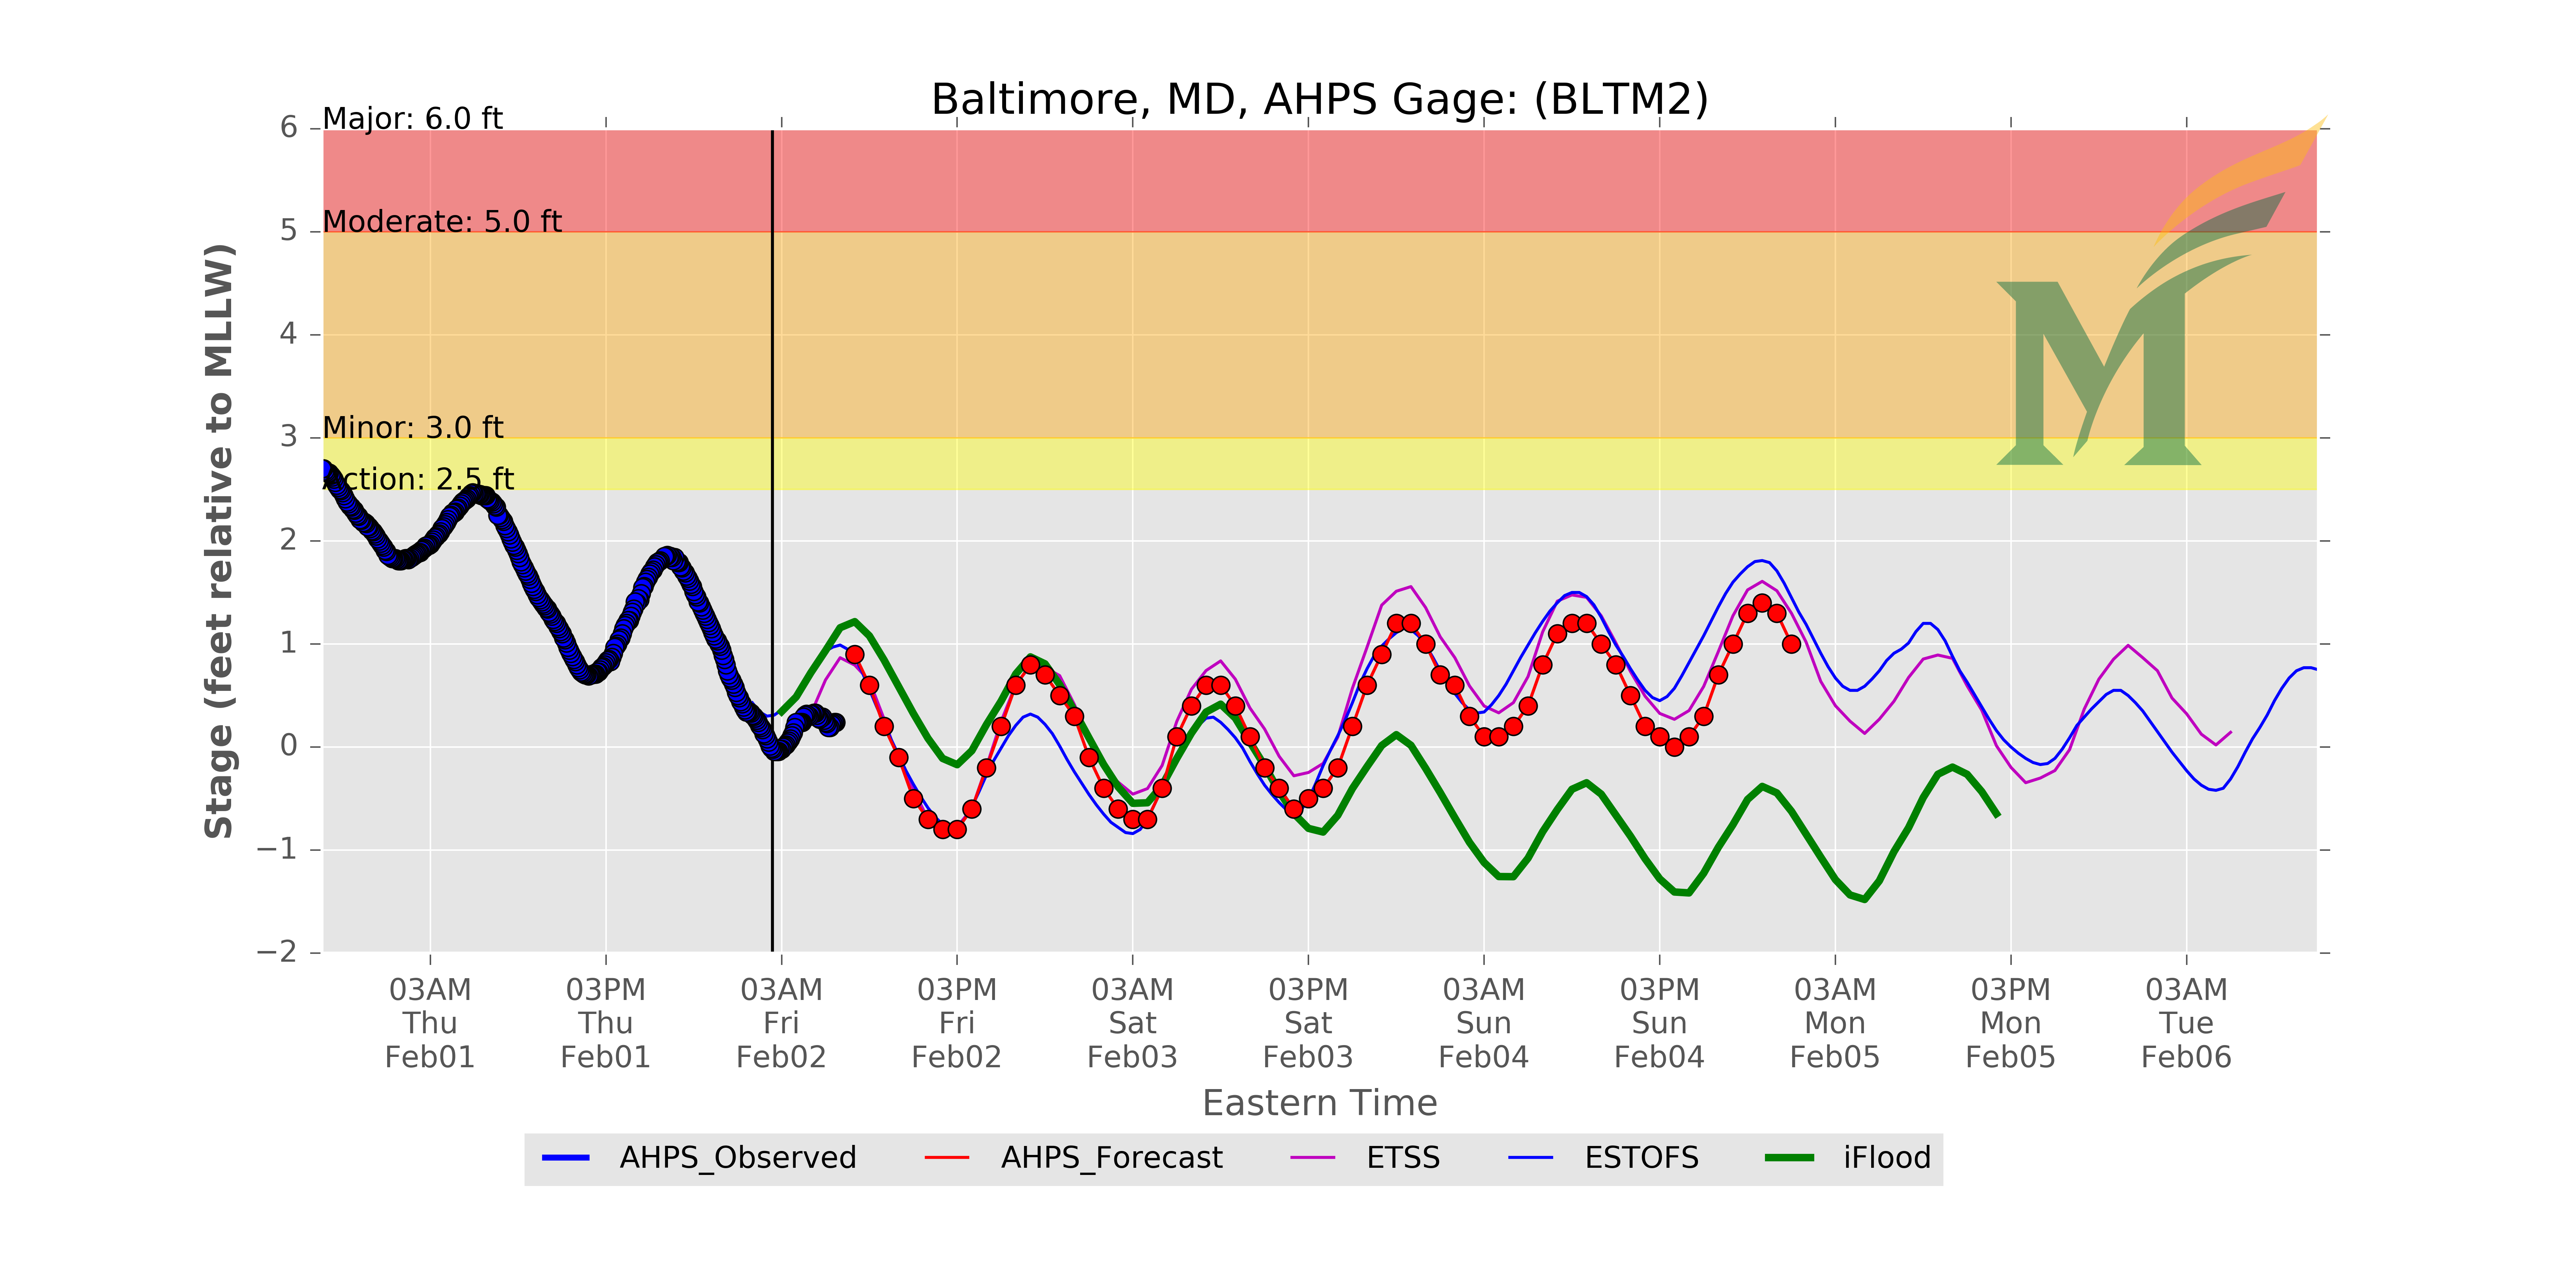 Baltimore, MD, AHPS Gage: (BLTM2)
Major: 6.0 ft
Moderate: 5.0 ft
Minor: 3.0 ft
Action: 2.5 ft
6
5
4
3
2
1
0
−1
−2
Stage (feet relative to MLLW)
03AM
Thu
Feb01
03PM
Thu
Feb01
03AM
Fri
Feb02
03PM
Fri
Feb02
03AM
Sat
Feb03
03PM
Sat
Feb03
03AM
Sun
Feb04
03PM
Sun
Feb04
03AM
Mon
Feb05
03PM
Mon
Feb05
03AM
Tue
Feb06
Eastern Time
AHPS_Observed
AHPS_Forecast
ETSS
ESTOFS
iFlood
M